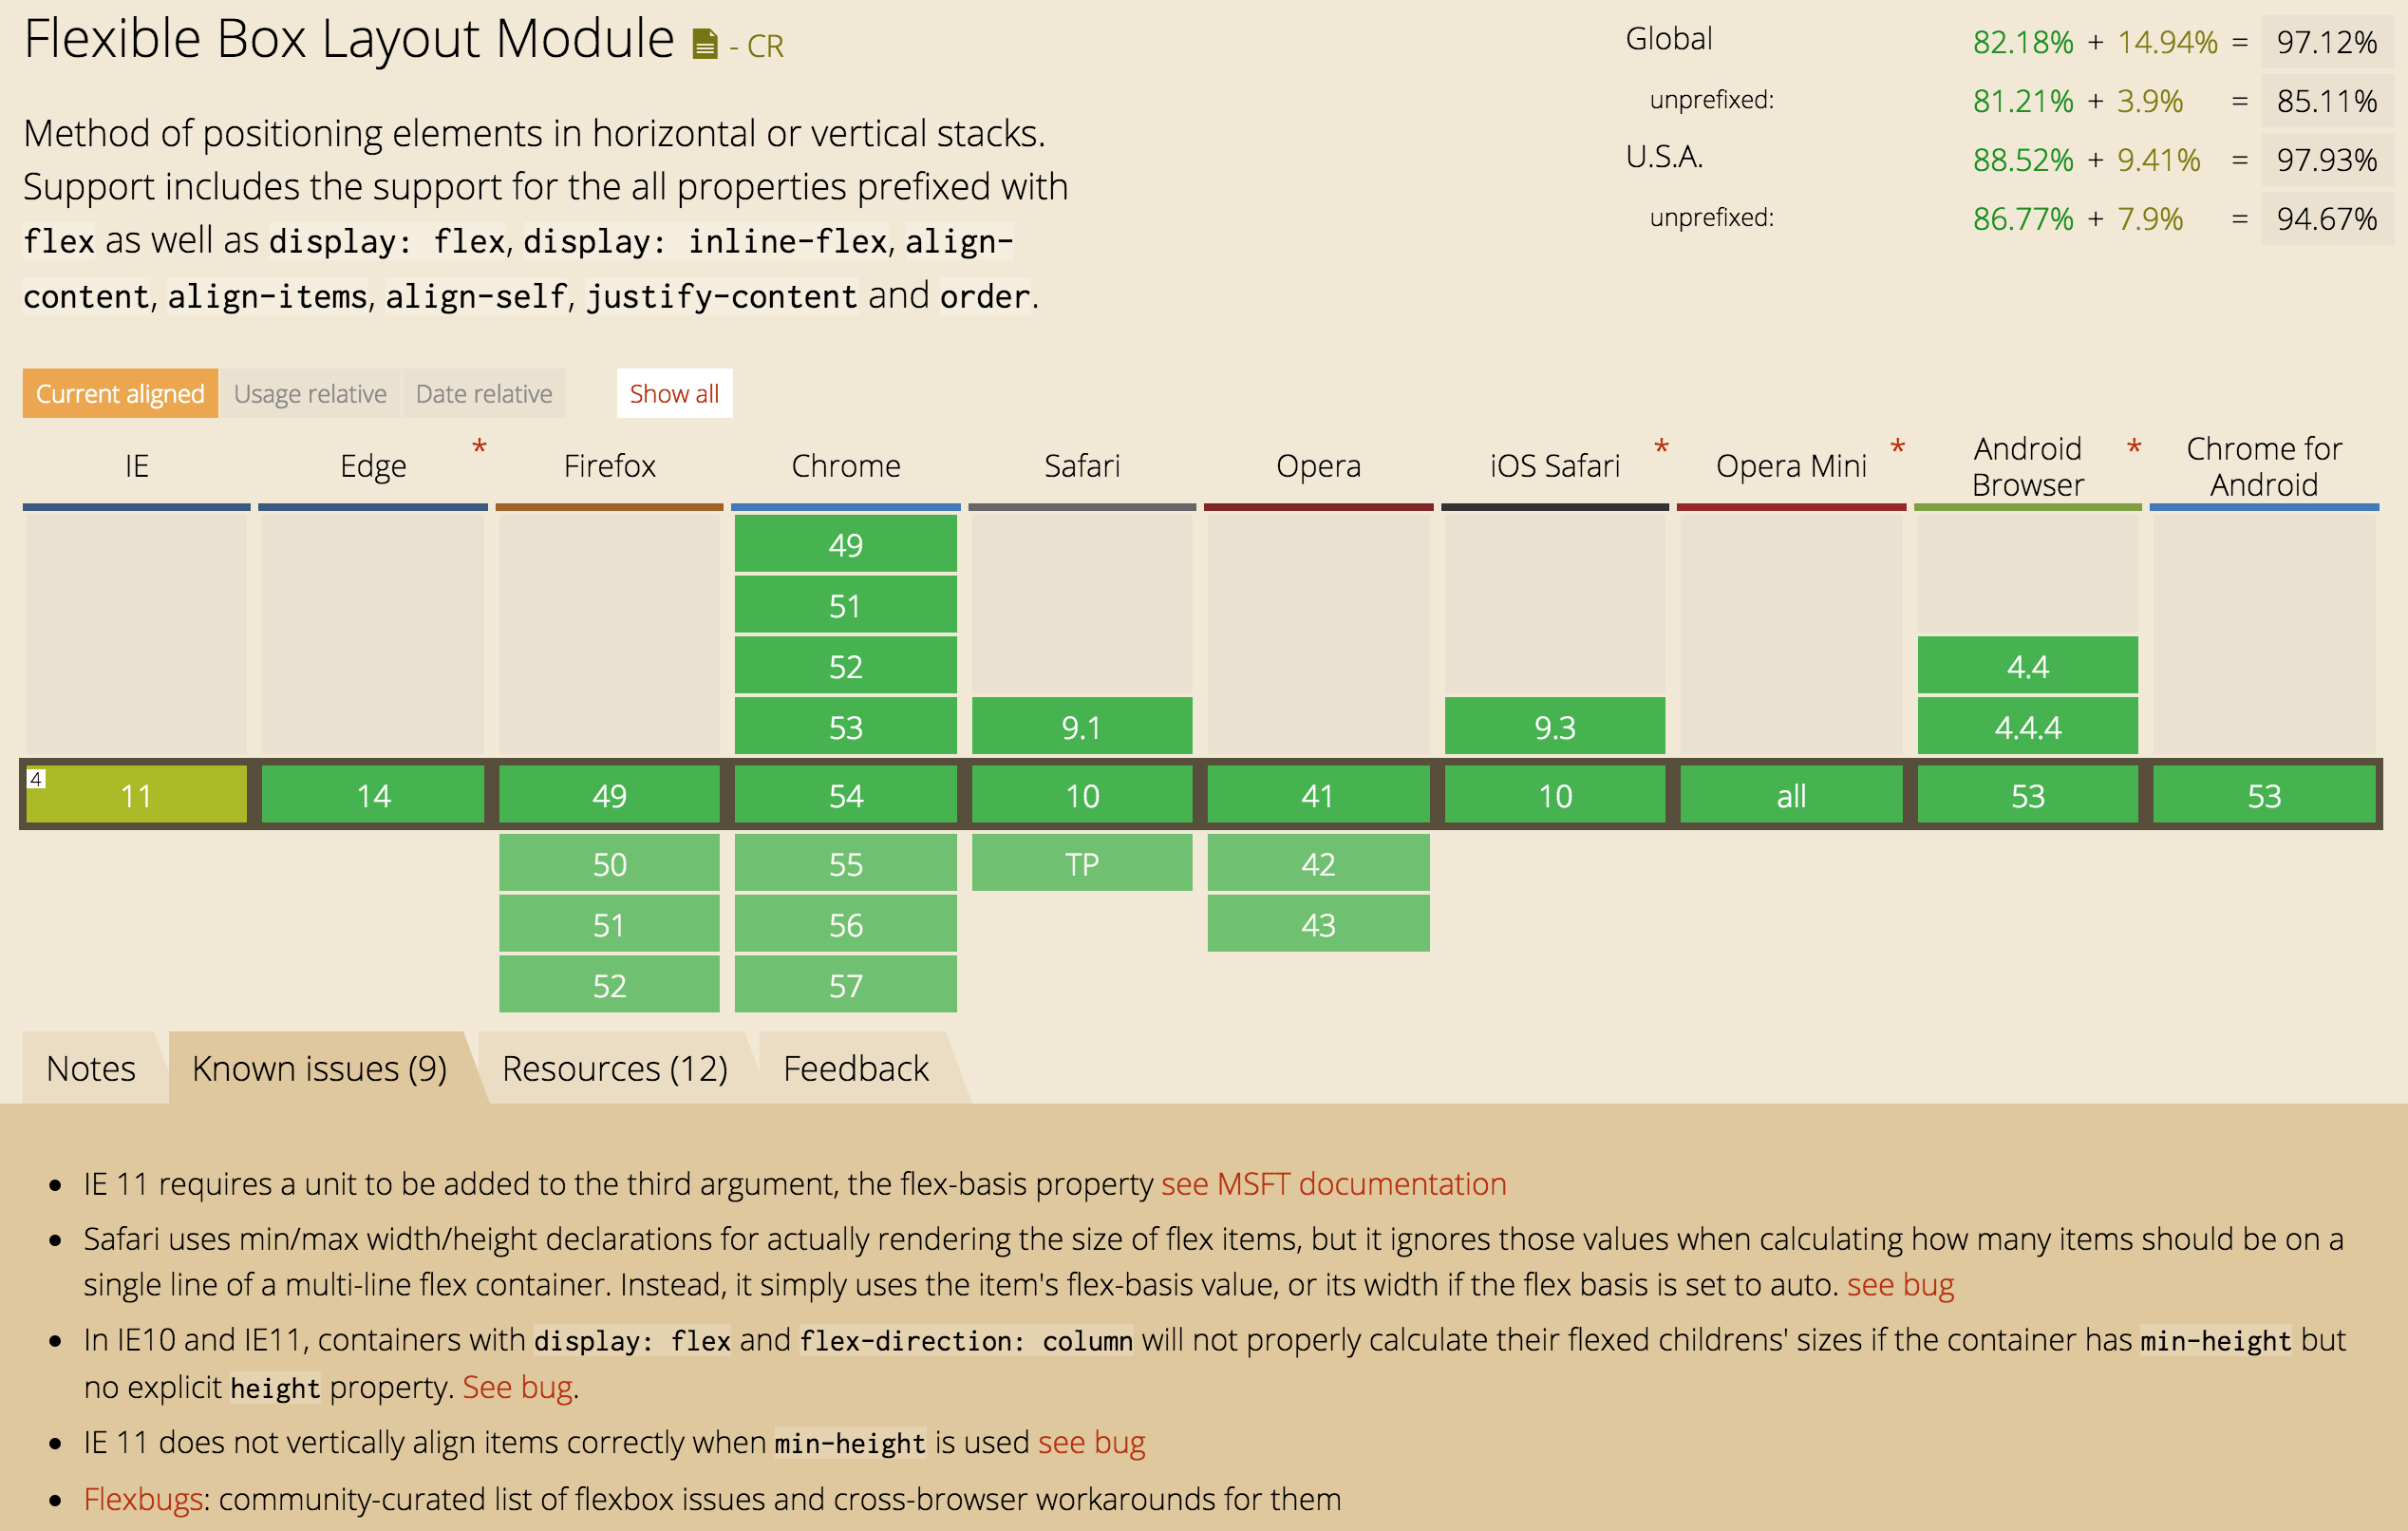 Flexible Box Layout Module - CR
Global 82.18% + 14.94% = 97.12%
unprefixed: 81.21% + 3.9% = 85.11%
U.S.A. 88.52% + 9.41% = 97.93%
unprefixed: 86.77% + 7.9% = 94.67%
Method of positioning elements in horizontal or vertical stacks.
Support includes the support for the all properties prefixed with
flex as well as display: flex, display: inline-flex, align-
content, align-items, align-self, justify-content and order.
Current aligned Usage relative Date relative Show all
IE Edge * Firefox Chrome Safari Opera iOS Safari * Opera Mini * Android Browser * Chrome for Android
49
51
52 4.4
53 9.1 9.3 4.4.4
4 11 14 49 54 10 41 10 all 53 53
50 55 TP 42
51 56 43
52 57
Notes Known issues (9) Resources (12) Feedback
• IE 11 requires a unit to be added to the third argument, the flex-basis property see MSFT documentation
• Safari uses min/max width/height declarations for actually rendering the size of flex items, but it ignores those values when calculating how many items should be on a
single line of a multi-line flex container. Instead, it simply uses the item's flex-basis value, or its width if the flex basis is set to auto. see bug
• In IE10 and IE11, containers with display: flex and flex-direction: column will not properly calculate their flexed childrens' sizes if the container has min-height but
no explicit height property. See bug.
• IE 11 does not vertically align items correctly when min-height is used see bug
• Flexbugs: community-curated list of flexbox issues and cross-browser workarounds for them